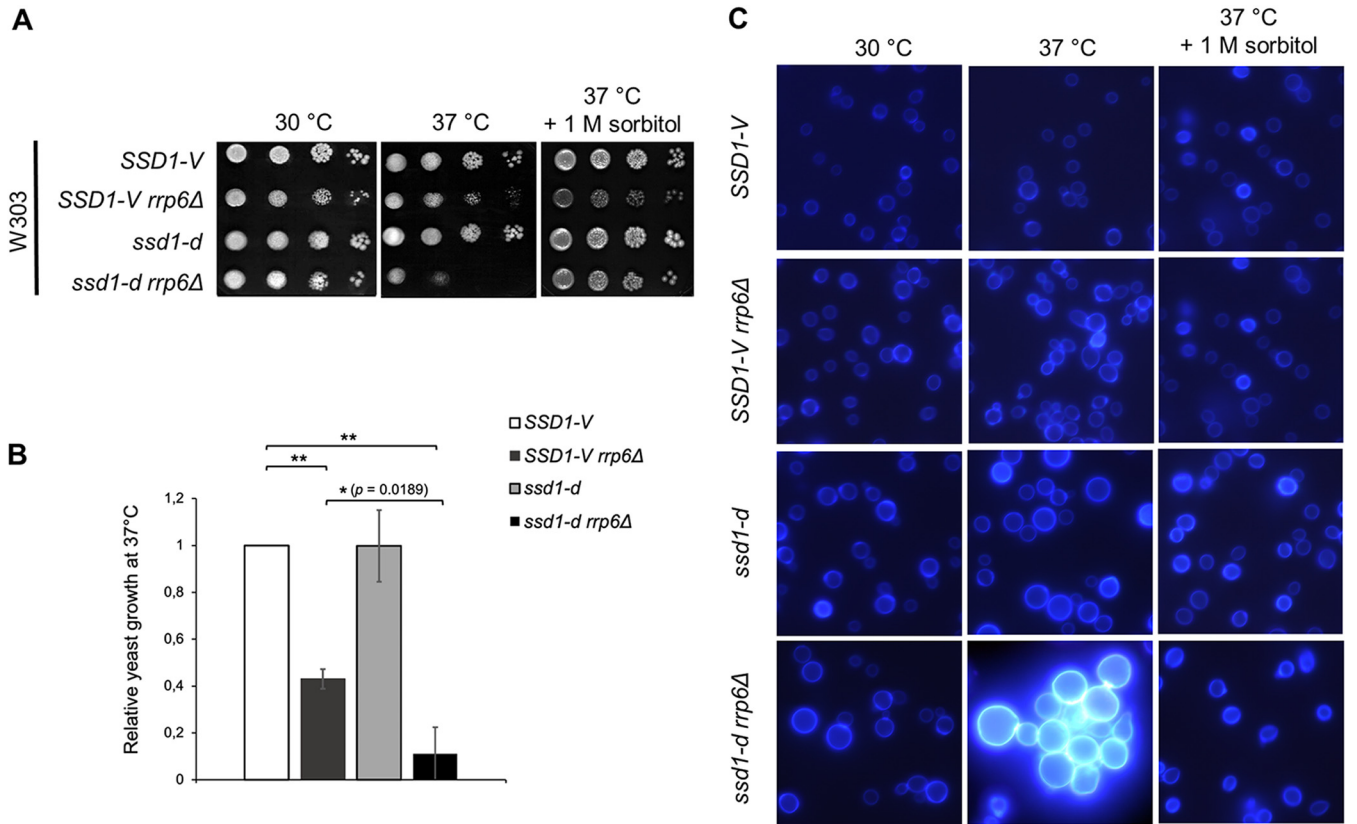 A
30 °C
37 °C
37 °C
+ 1 M sorbitol
W303
SSD1-V
SSD1-V rrp6Δ
ssd1-d
ssd1-d rrp6Δ
B
SSD1-V
SSD1-V rrp6Δ
ssd1-d
ssd1-d rrp6Δ
**
**
* (p = 0.0189)
Relative yeast growth at 37°C
1,2
1
0,8
0,6
0,4
0,2
0
C
30 °C
37 °C
37 °C
+ 1 M sorbitol
SSD1-V
SSD1-V rrp6Δ
ssd1-d
ssd1-d rrp6Δ